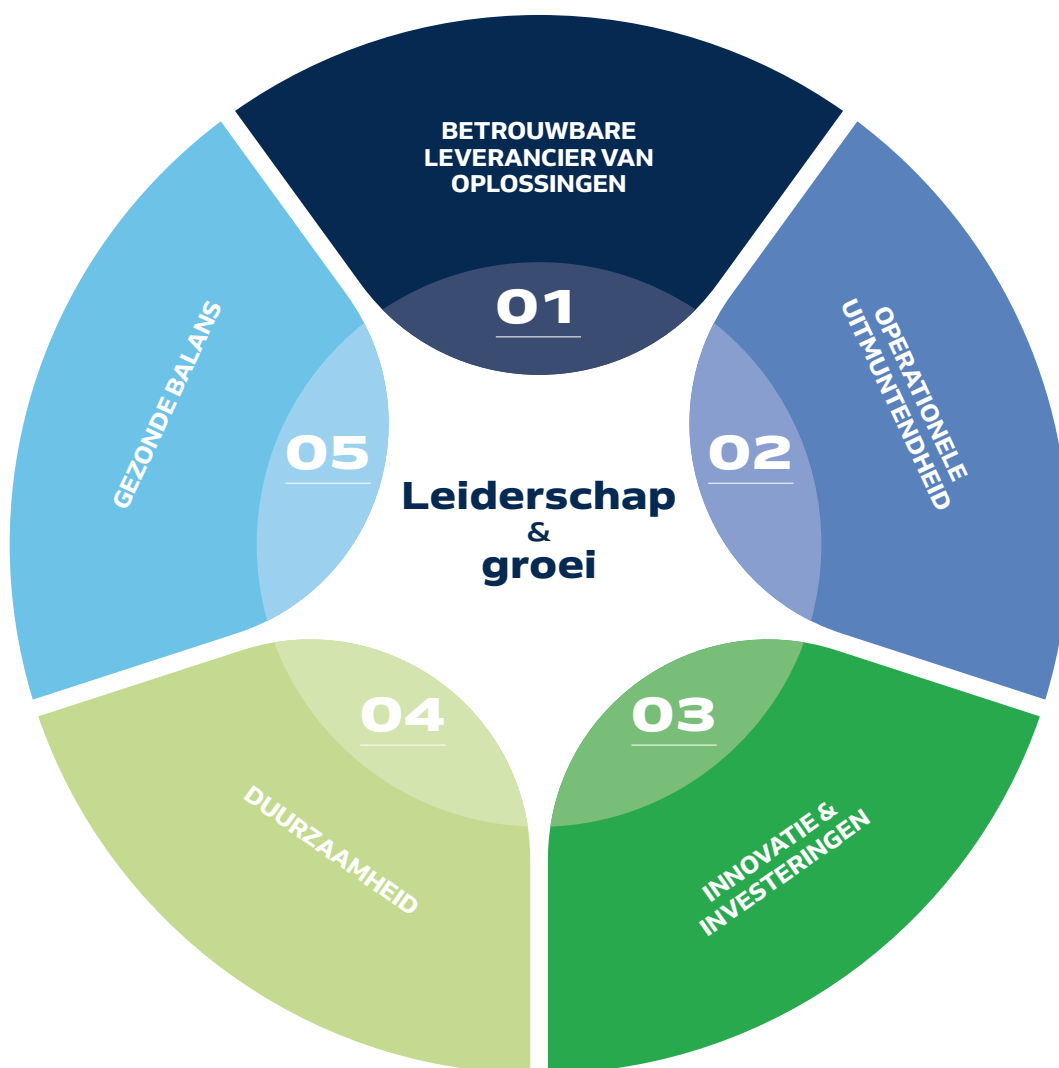 BETROUWBARE
LEVERANCIER VAN
OPLOSSINGEN
01
OPERATIONELE
UITMUNTENDHEID
02
INNOVATIE &
INVESTERINGEN
03
DUURZAAMHEID
04
GEZONDE BALANS
05
Leiderschap
&
groei